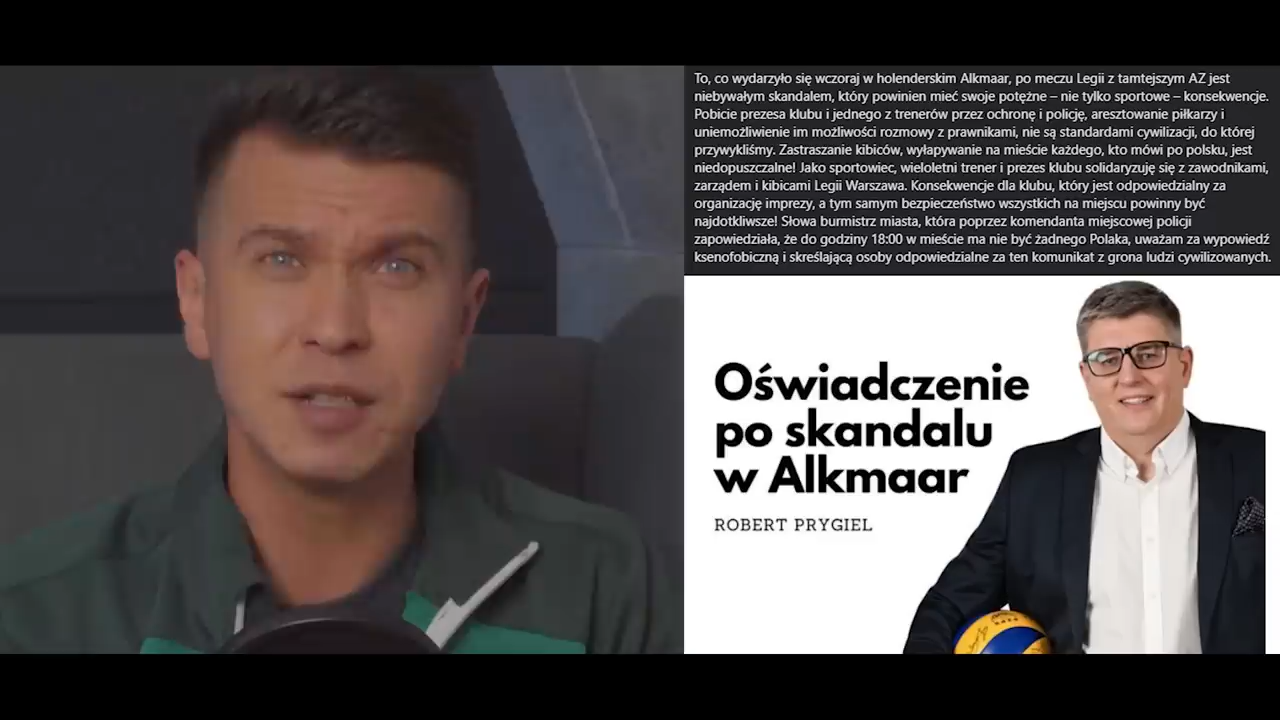 To, co wydarzyło się wczoraj w holenderskim Alkmaar, po meczu Legii z tamtejszym AZ jest
niebywałym skandalem, który powinien mieć swoje potężne – nie tylko sportowe – konsekwencje.
Pobicie prezesa klubu i jednego z trenerów przez ochronę i policję, aresztowanie piłkarzy i
uniemożliwienie im możliwości rozmowy z prawnikami, nie są standardami cywilizacji, do której
przywykliśmy. Zastraszanie kibiców, wyłapywanie na mieście każdego, kto mówi po polsku, jest
niedopuszczalne! Jako sportowiec, wieloletni trener i prezes klubu solidaryzuję się z zawodnikami,
zarządem i kibicami Legii Warszawa. Konsekwencje dla klubu, który jest odpowiedzialny za
organizację imprezy, a tym samym bezpieczeństwo wszystkich na miejscu powinny być
najdotkliwsze! Słowa burmistrz miasta, która poprzez komendanta miejscowej policji
zapowiedziała, że do godziny 18:00 w mieście ma nie być żadnego Polaka, uważam za wypowiedź
ksenofobiczną i skreślającą osoby odpowiedzialne za ten komunikat z grona ludzi cywilizowanych.
Oświadczenie
po skandalu
w Alkmaar
ROBERT PRYGIEL